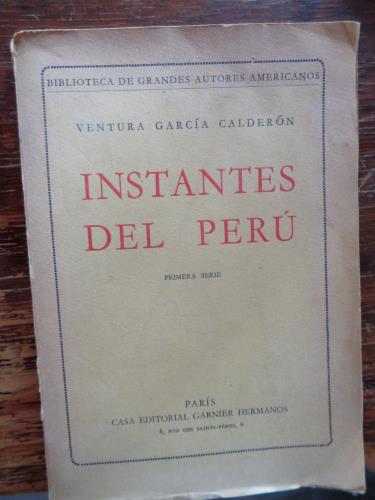 BIBLIOTECA DE GRANDES AUTORES AMERICANOS
VENTURA GARCÍA CALDERÓN
INSTANTES
DEL PERÚ
PRIMERA SERIE
PARÍS
CASA EDITORIAL GARNIER HERMANOS
6, RUE DES SAINTS-PÈRES, 6